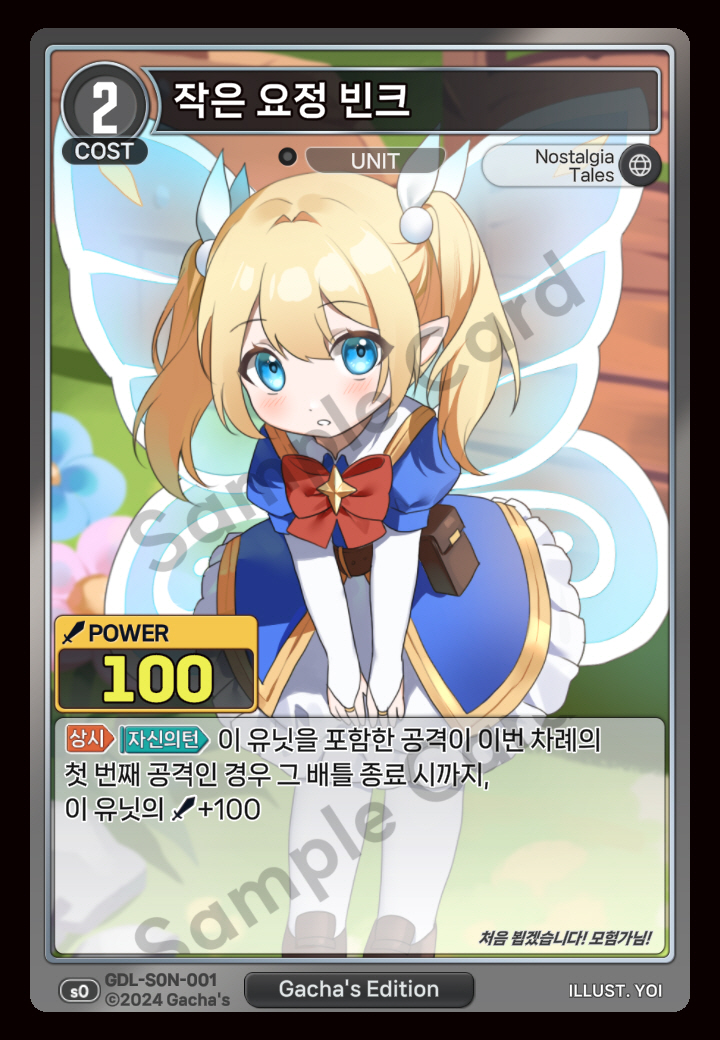 2
COST
작은 요정 빈크
UNIT
Nostalgia
Tales
Sample Card
POWER
100
상시 자신의턴 이 유닛을 포함한 공격이 이번 차례의
첫 번째 공격인 경우 그 배틀 종료 시까지,
이 유닛의 +100
Sample Card
처음 뵙겠습니다! 모험가님!
s0
GDL-S0N-001
©2024 Gacha's
Gacha's Edition
ILLUST. YOI